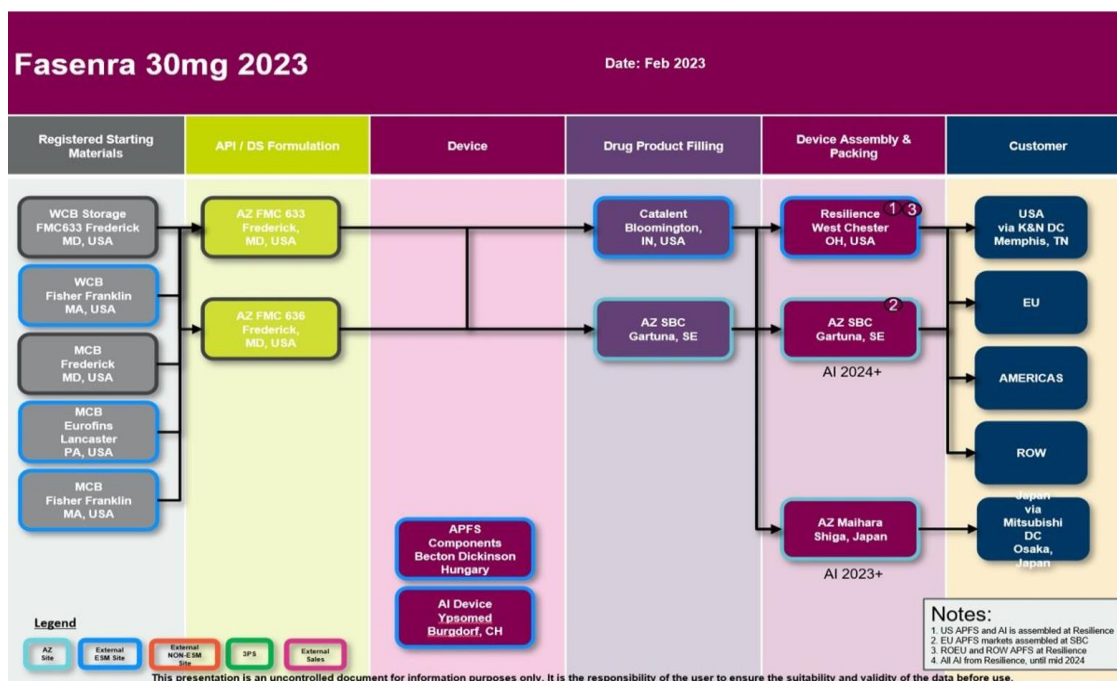 Fasenra 30mg 2023
Date: Feb 2023
Registered Starting
Materials
API / DS Formulation
Device
Drug Product Filling
Device Assembly &
Packing
Customer
WCB Storage
FMC633 Frederick
MD, USA
WCB
Fisher Franklin
MA, USA
MCB
Frederick
MD, USA
MCB
Eurofins
Lancaster
PA, USA
MCB
Fisher Franklin
MA, USA
AZ FMC 633
Frederick,
MD, USA
AZ FMC 636
Frederick,
MD, USA
APFS
Components
Becton Dickinson
Hungary
AI Device
Ypsomed
Burgdorf, CH
Catalent
Bloomington,
IN, USA
AZ SBC
Gartuna, SE
1 3
Resilience
West Chester
OH, USA
2
AZ SBC
Gartuna, SE
AI 2024+
AZ Maihara
Shiga, Japan
AI 2023+
USA
via K&N DC
Memphis, TN
EU
AMERICAS
ROW
Japan
via
Mitsubishi
DC
Osaka,
Japan
Legend
AZ
Site
External
ESM Site
External
NON-ESM
Site
3PS
External
Sales
Notes:
1. US APFS and AI is assembled at Resilience
2. EU APFS markets assembled at SBC
3. ROEU and ROW APFS at Resilience
4. All AI from Resilience, until mid 2024
This presentation is an uncontrolled document for information purposes only. It is the responsibility of the user to ensure the suitability and validity of the data before use.